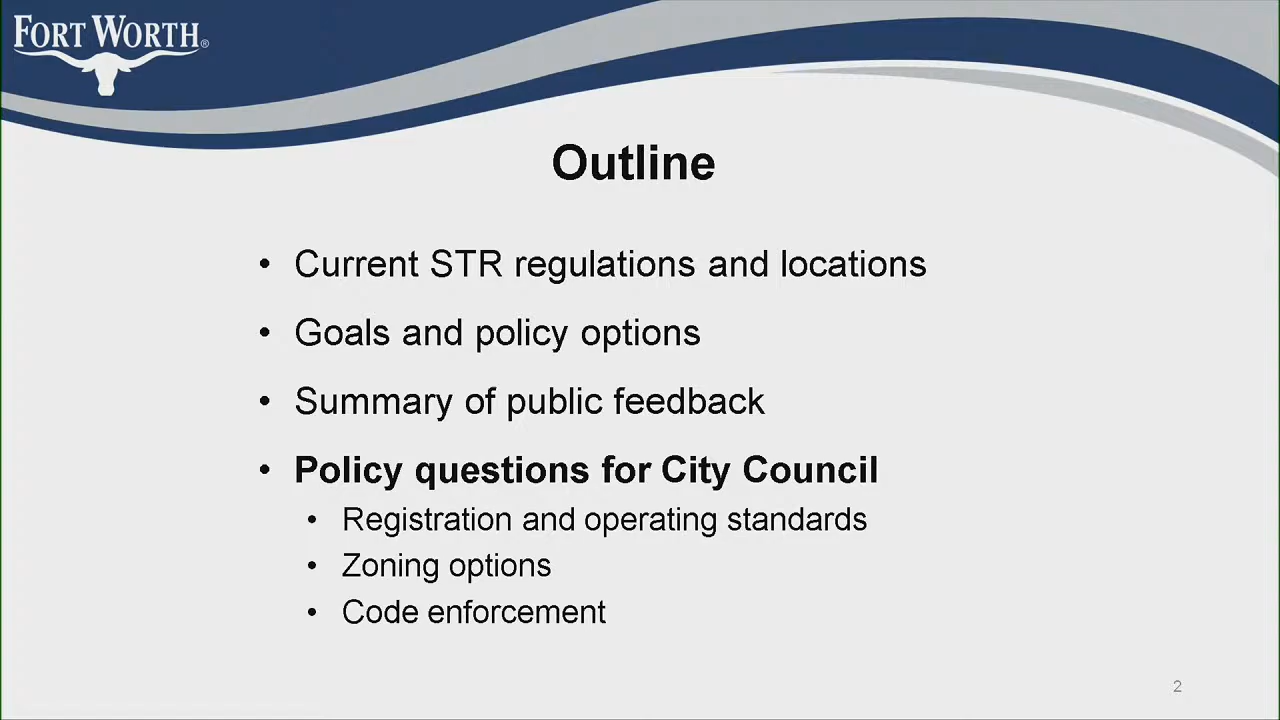 FORT WORTH®
Outline
• Current STR regulations and locations
• Goals and policy options
• Summary of public feedback
• Policy questions for City Council
• Registration and operating standards
• Zoning options
• Code enforcement
2